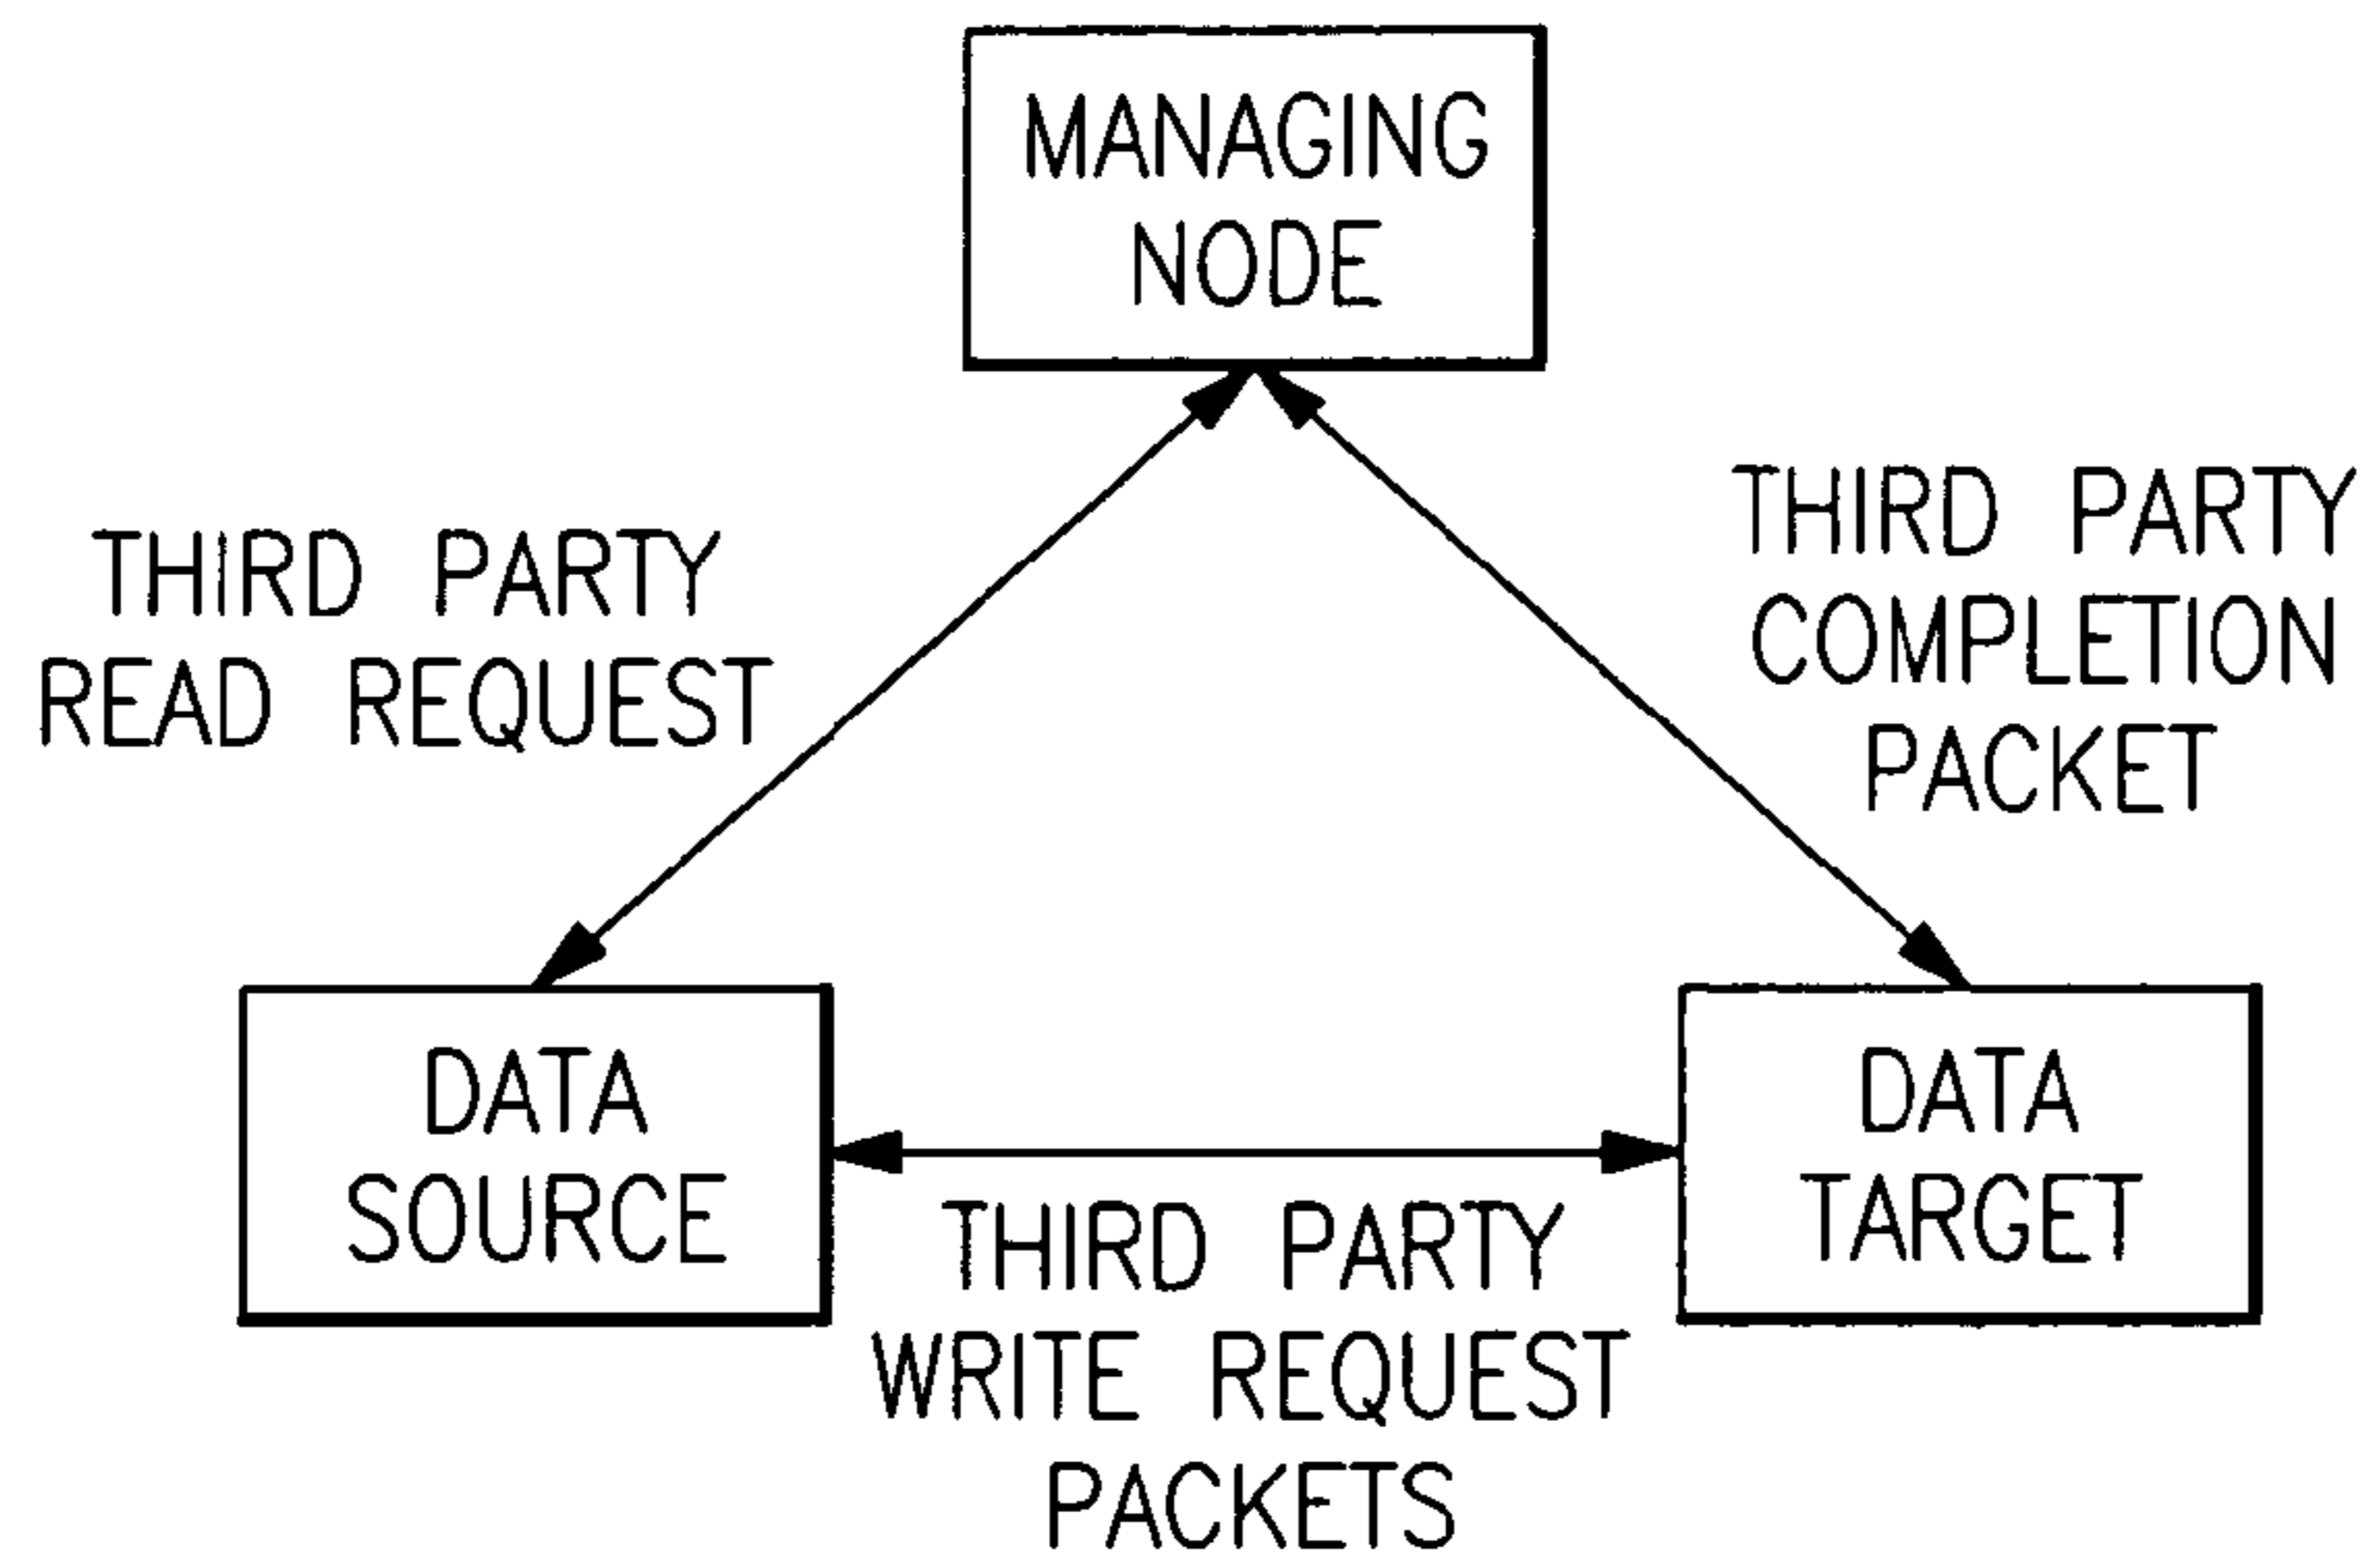 MANAGING
NODE
THIRD PARTY
READ REQUEST
THIRD PARTY
COMPLETION
PACKET
DATA
SOURCE
DATA
TARGET
THIRD PARTY
WRITE REQUEST
PACKETS